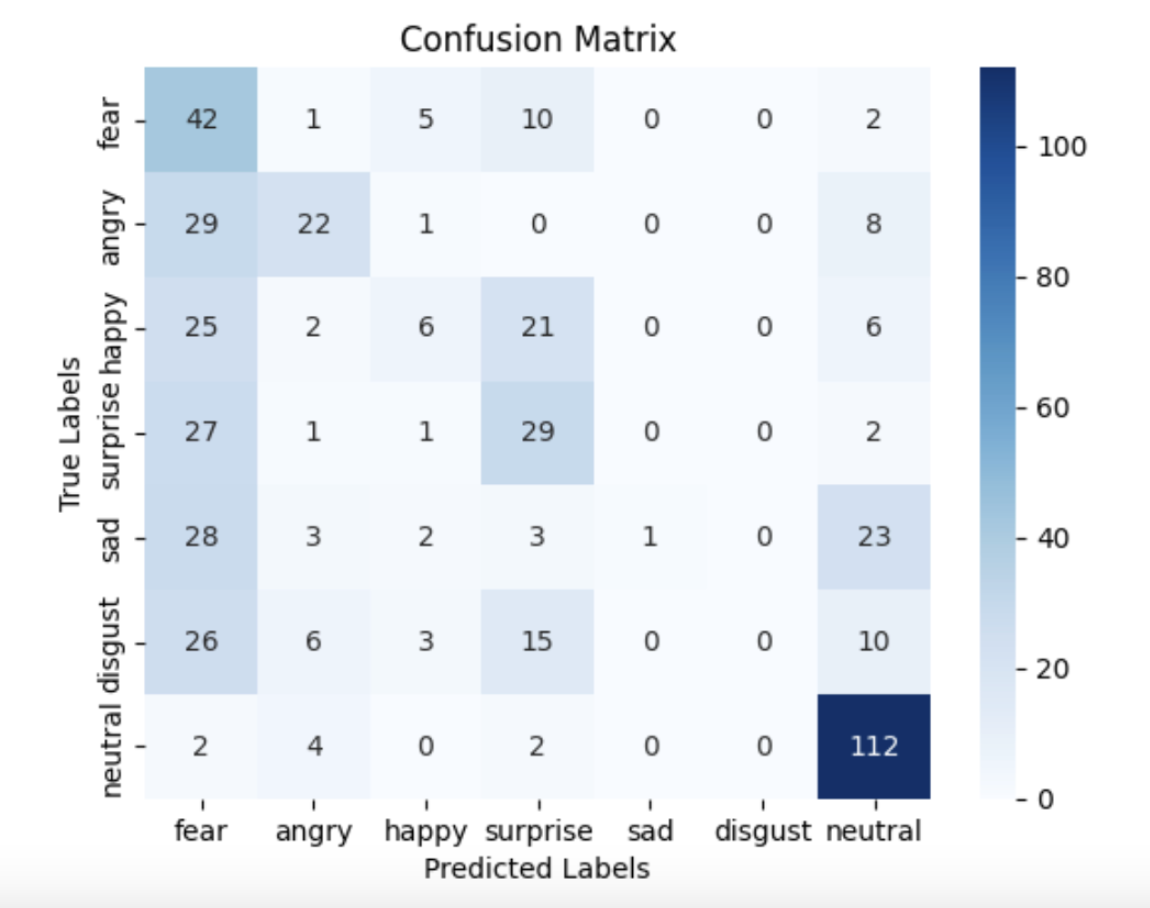 Confusion Matrix
fear 42 1 5 10 0 0 2
angry 29 22 1 0 0 0 8
happy 25 2 6 21 0 0 6
surprise 27 1 1 29 0 0 2
sad 28 3 2 3 1 0 23
disgust 26 6 3 15 0 0 10
neutral 2 4 0 2 0 0 112
True Labels
fear angry happy surprise sad disgust neutral
Predicted Labels
100
80
60
40
20
0